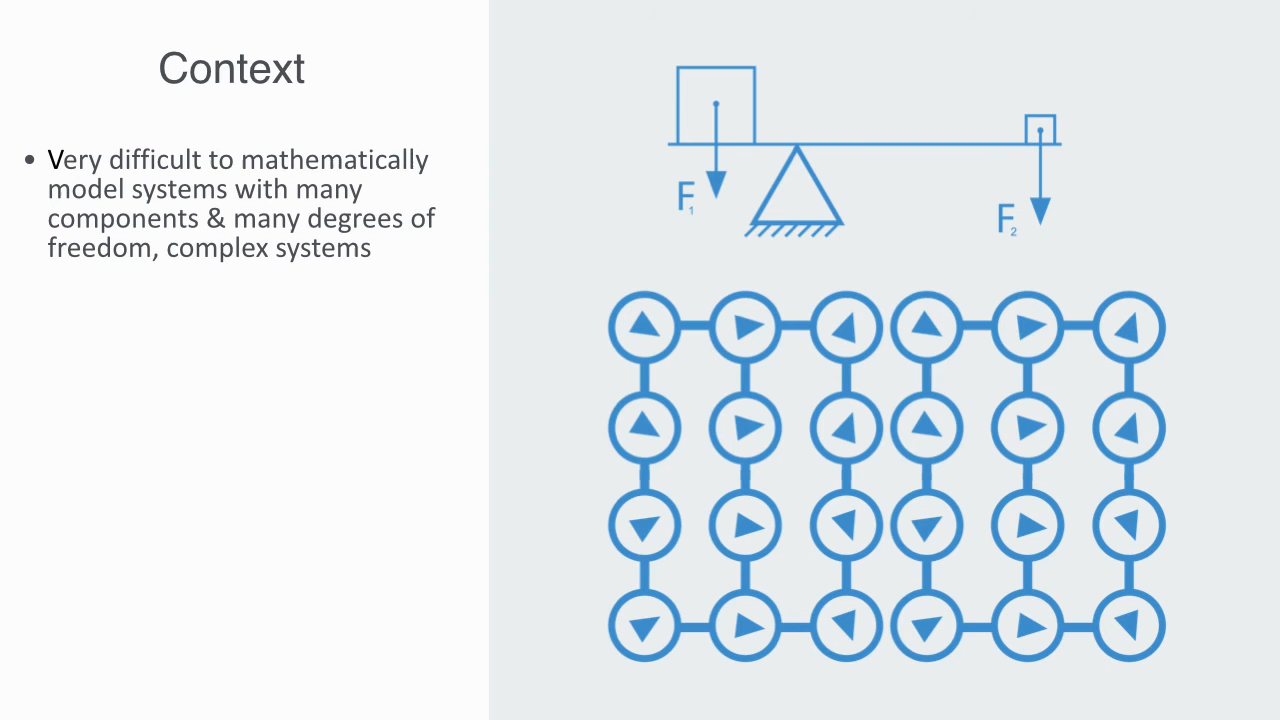 Context
• Very difficult to mathematically
model systems with many
components & many degrees of
freedom, complex systems
F₁
F₂